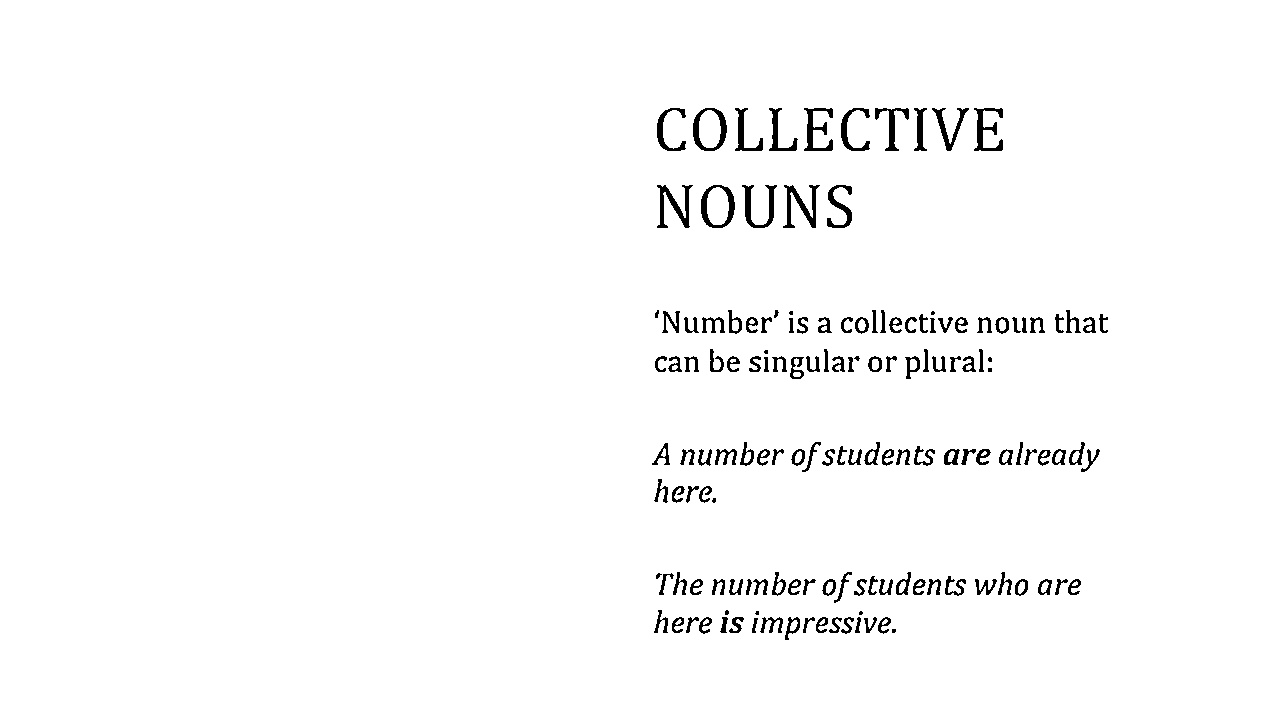 COLLECTIVE
NOUNS
‘Number’ is a collective noun that
can be singular or plural:
A number of students are already
here.
The number of students who are
here is impressive.